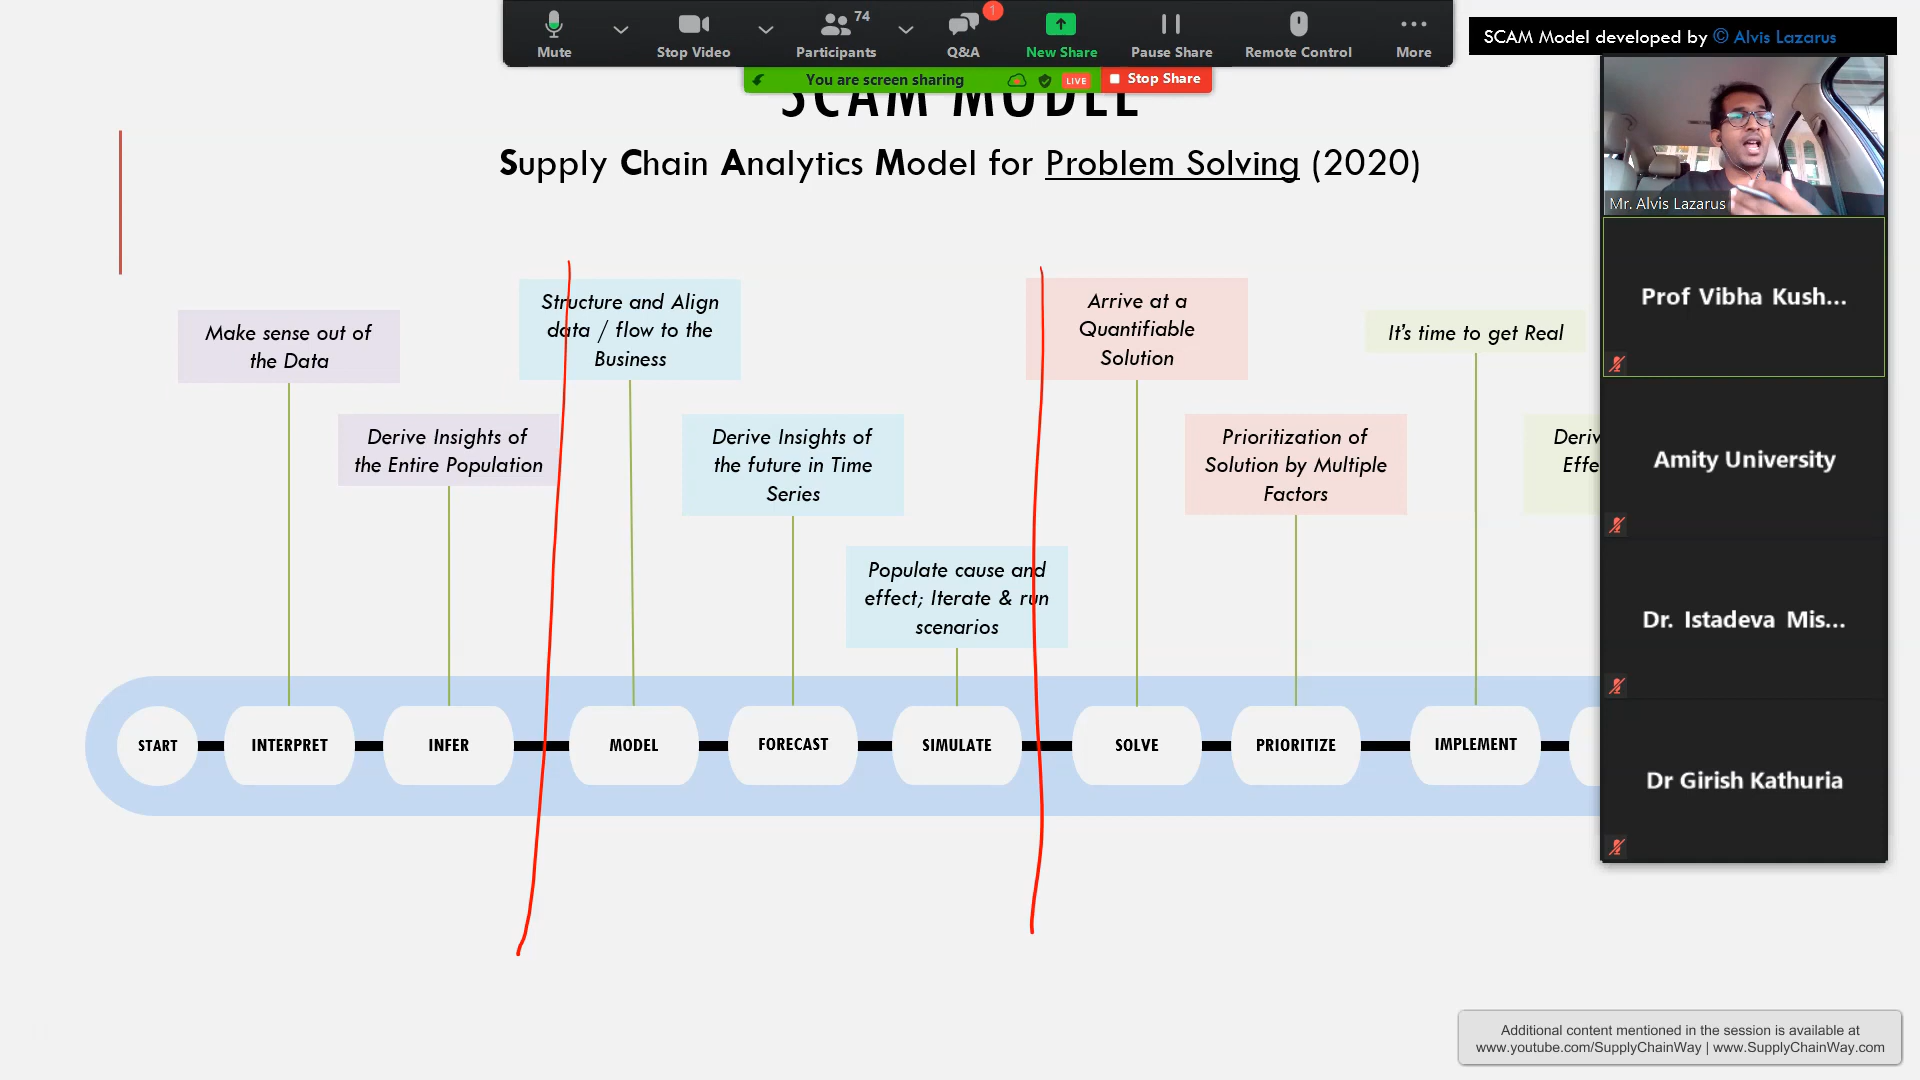 74
1
Mute
Stop Video
Participants
Q&A
New Share
Pause Share
Remote Control
More
You are screen sharing
LIVE
Stop Share
SCAM Model developed by © Alvis Lazarus
SCAM MODEL
Supply Chain Analytics Model for Problem Solving (2020)
Mr. Alvis Lazarus
Prof Vibha Kush...
Amity University
Dr. Istadeva Mis...
Dr Girish Kathuria
Make sense out of
the Data
Derive Insights of
the Entire Population
Structure and Align
data / flow to the
Business
Derive Insights of
the future in Time
Series
Populate cause and
effect; Iterate & run
scenarios
Arrive at a
Quantifiable
Solution
Prioritization of
Solution by Multiple
Factors
It's time to get Real
Deriv
Effe
START
INTERPRET
INFER
MODEL
FORECAST
SIMULATE
SOLVE
PRIORITIZE
IMPLEMENT
Additional content mentioned in the session is available at
www.youtube.com/SupplyChainWay | www.SupplyChainWay.com